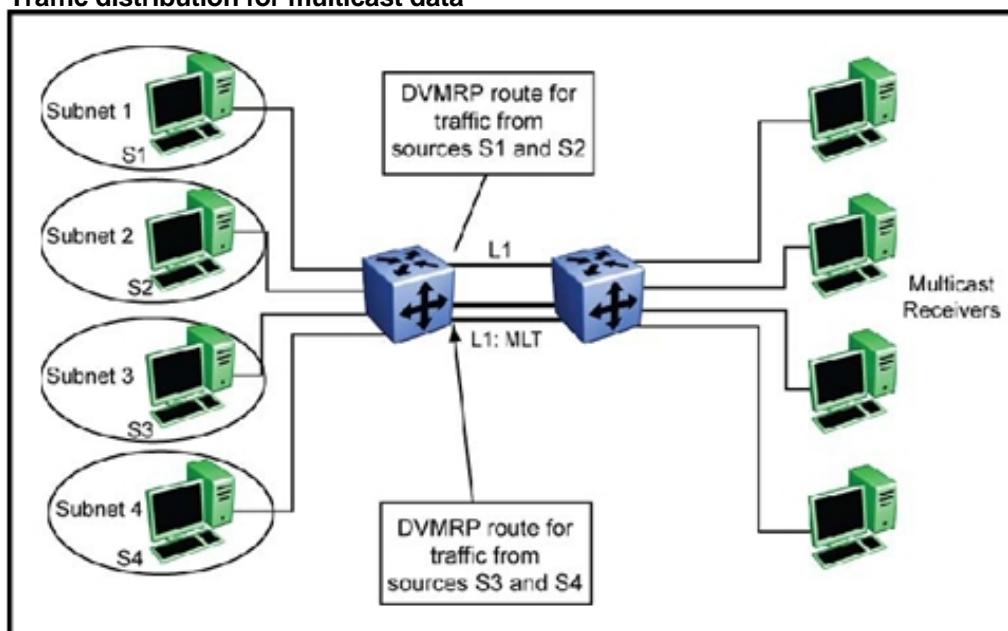 Traffic distribution for multicast data
Subnet 1
S1
Subnet 2
S2
Subnet 3
S3
Subnet 4
S4
DVMRP route for
traffic from
sources S1 and S2
L1
L1: MLT
DVMRP route for
traffic from
sources S3 and S4
Multicast
Receivers